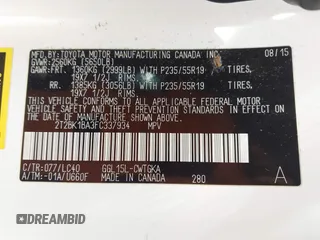 MFD. BY TOYOTA MOTOR MANUFACTURING CANADA INC. 08/15
GVWR: 2560KG (5650LB)
GAWR: FRT. 1360KG (2999LB) WITH P235/55R19 TIRES,
19X7 1/2J RIMS, AT
RR. 1385KG (3056LB) WITH P235/55R19 TIRES,
19X7 1/2J RIMS, AT
THIS VEHICLE CONFORMS TO ALL APPLICABLE FEDERAL MOTOR
VEHICLE SAFETY AND THEFT PREVENTION STANDARDS IN EFFECT
ON THE DATE OF MANUFACTURE SHOWN ABOVE.
2T2BK1BA3FC337934 MPV
C/TR:077/LC40 GGL15L-CWTGKA
A/TM:-01A/U660F Made in CANADA 280
DRIVEMOTIVE